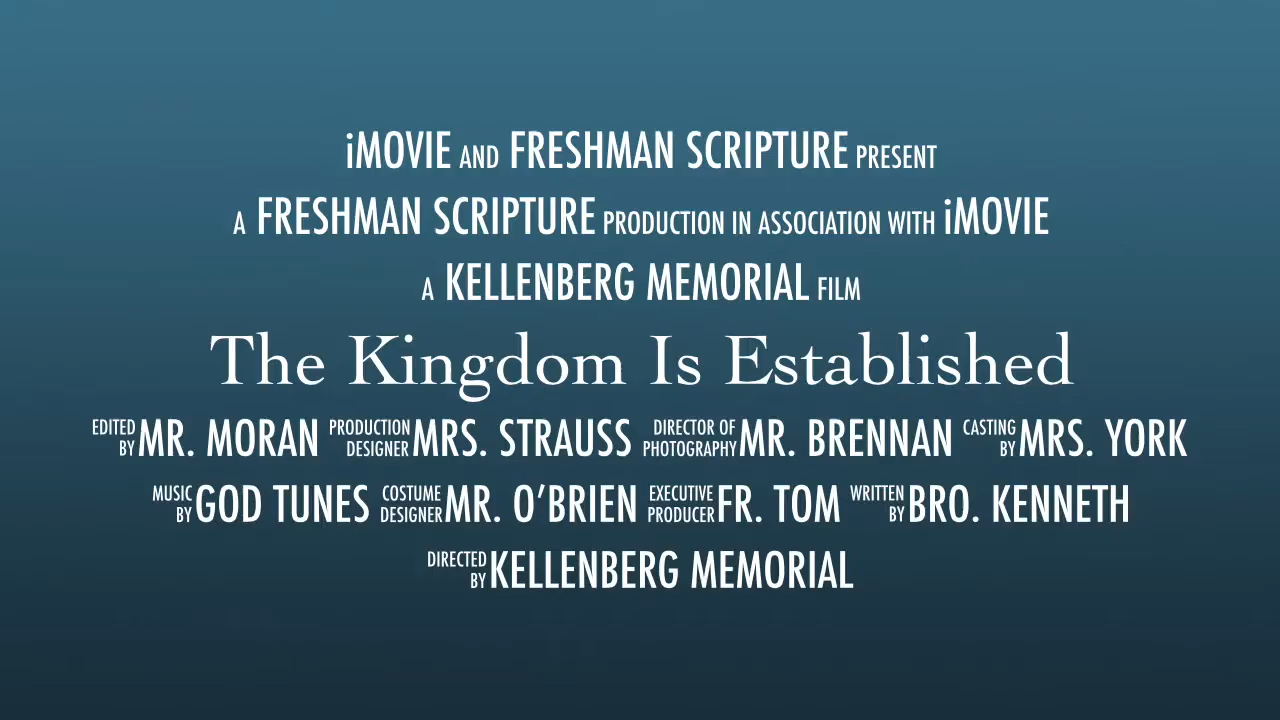 iMOVIE AND FRESHMAN SCRIPTURE PRESENT
A FRESHMAN SCRIPTURE PRODUCTION IN ASSOCIATION WITH iMOVIE
A KELLENBERG MEMORIAL FILM
The Kingdom Is Established
EDITED BY MR. MORAN PRODUCTION DESIGNER MRS. STRAUSS DIRECTOR OF PHOTOGRAPHY MR. BRENNAN CASTING BY MRS. YORK
MUSIC BY GOD TUNES COSTUME DESIGNER MR. O’BRIEN EXECUTIVE PRODUCER FR. TOM WRITTEN BY BRO. KENNETH
DIRECTED BY KELLENBERG MEMORIAL